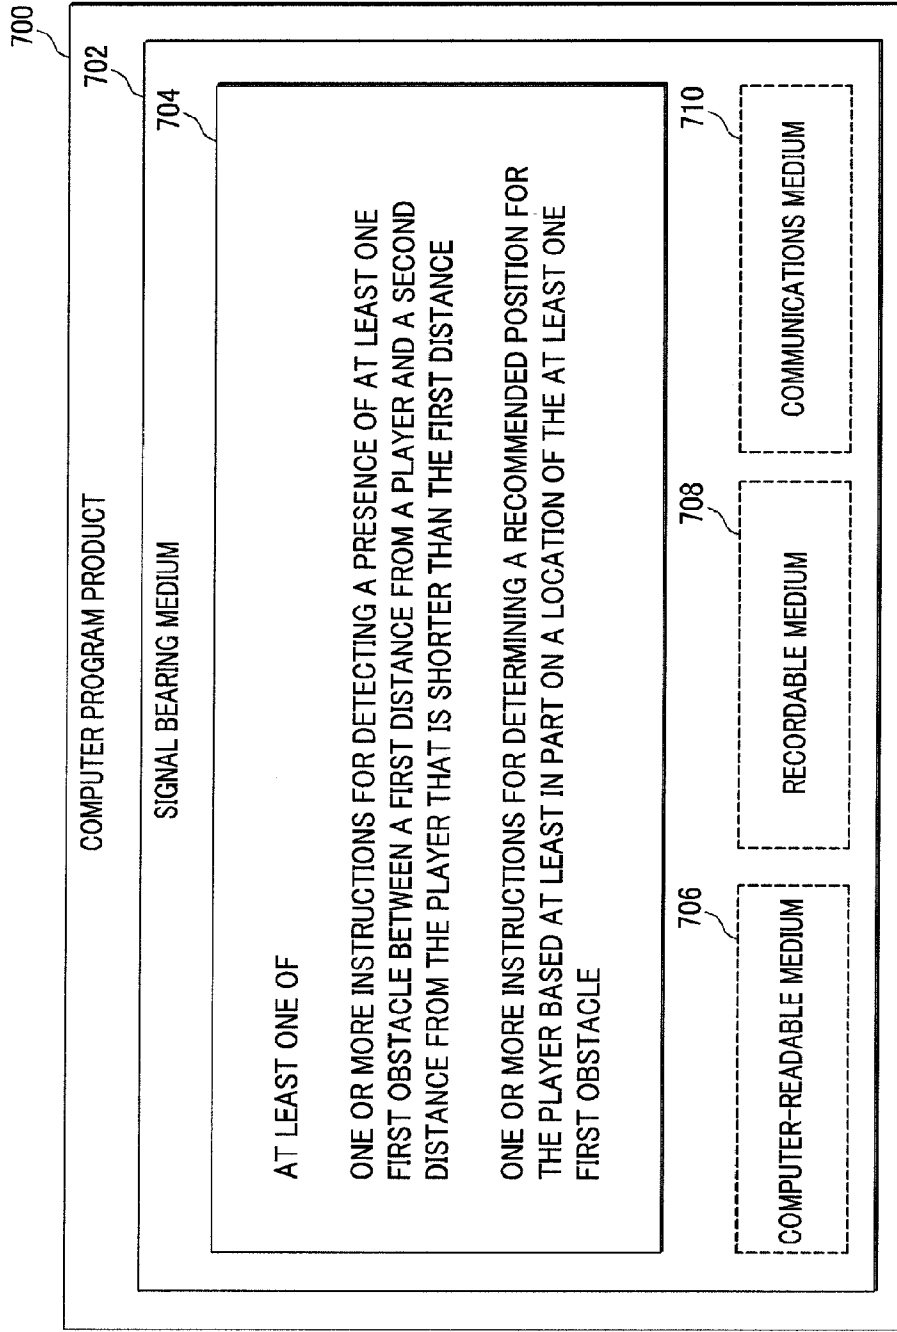 700
COMPUTER PROGRAM PRODUCT
702
SIGNAL BEARING MEDIUM
704
AT LEAST ONE OF
ONE OR MORE INSTRUCTIONS FOR DETECTING A PRESENCE OF AT LEAST ONE
FIRST OBSTACLE BETWEEN A FIRST DISTANCE FROM A PLAYER AND A SECOND
DISTANCE FROM THE PLAYER THAT IS SHORTER THAN THE FIRST DISTANCE
ONE OR MORE INSTRUCTIONS FOR DETERMINING A RECOMMENDED POSITION FOR
THE PLAYER BASED AT LEAST IN PART ON A LOCATION OF THE AT LEAST ONE
FIRST OBSTACLE
706
COMPUTER-READABLE MEDIUM
708
RECORDABLE MEDIUM
710
COMMUNICATIONS MEDIUM